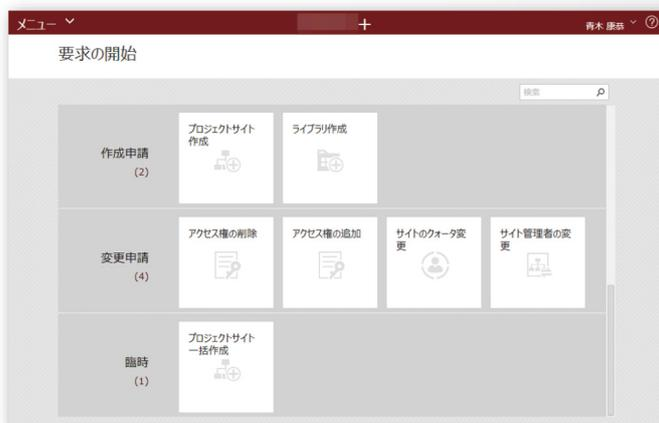 メニュー
青木 康恭
要求の開始
検索
作成申請
(2)
プロジェクトサイト
作成
ライブラリ作成
変更申請
(4)
アクセス権の削除
アクセス権の追加
サイトのクォータ変
更
サイト管理者の変
更
臨時
(1)
プロジェクトサイト
一括作成